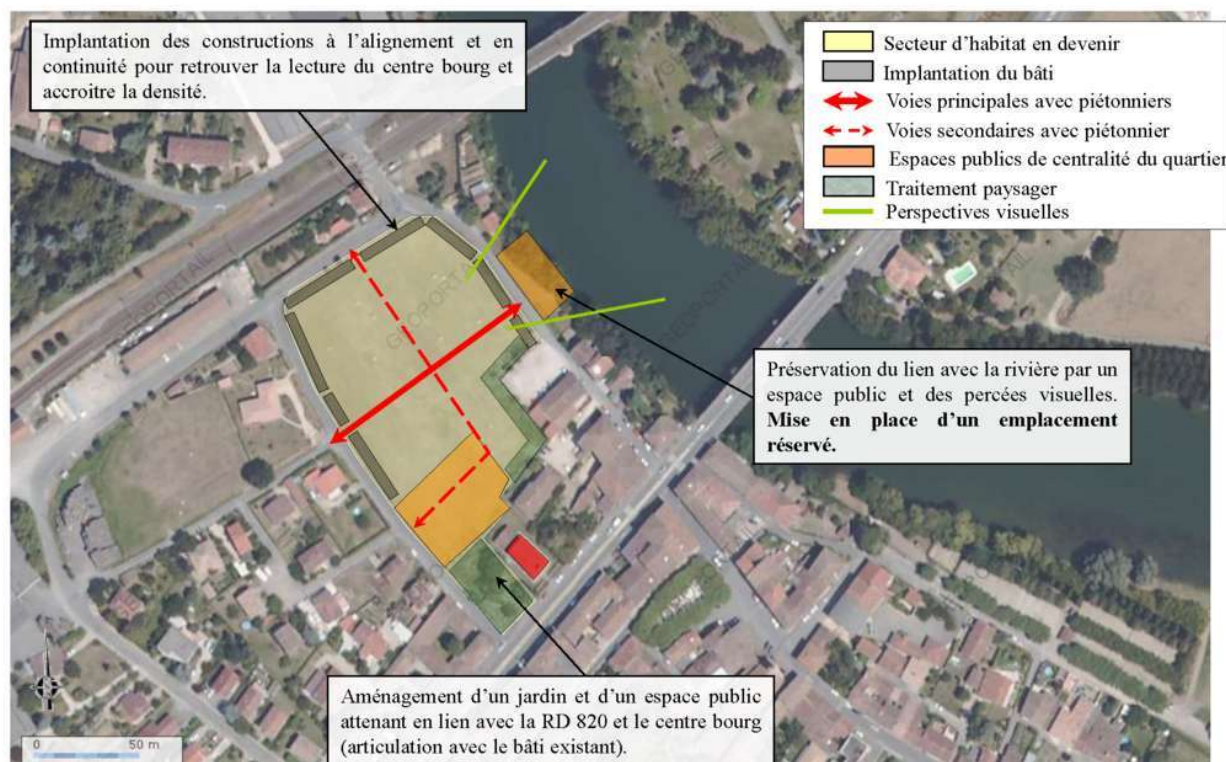 Implantation des constructions à l'alignement et en
continuité pour retrouver la lecture du centre bourg et
accroitre la densité.
Secteur d'habitat en devenir
Implantation du bâti
Voies principales avec piétonniers
Voies secondaires avec piétonnier
Espaces publics de centralité du quartier
Traitement paysager
Perspectives visuelles
GEOPORTAIL
GEOPORTAIL
GEOPORTAIL
Préservation du lien avec la rivière par un
espace public et des percées visuelles.
Mise en place d'un emplacement
réservé.
Aménagement d'un jardin et d'un espace public
attenant en lien avec la RD 820 et le centre bourg
(articulation avec le bâti existant).
0 50 m